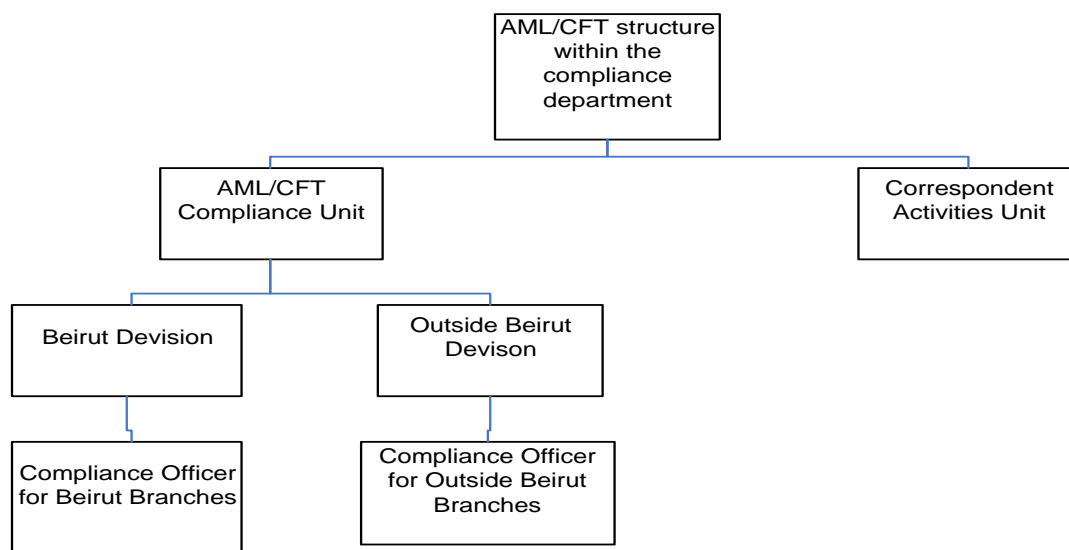 AML/CFT structure
within the
compliance
department
AML/CFT
Compliance Unit
Correspondent
Activities Unit
Beirut Devision
Outside Beirut
Devison
Compliance Officer
for Beirut Branches
Compliance Officer
for Outside Beirut
Branches